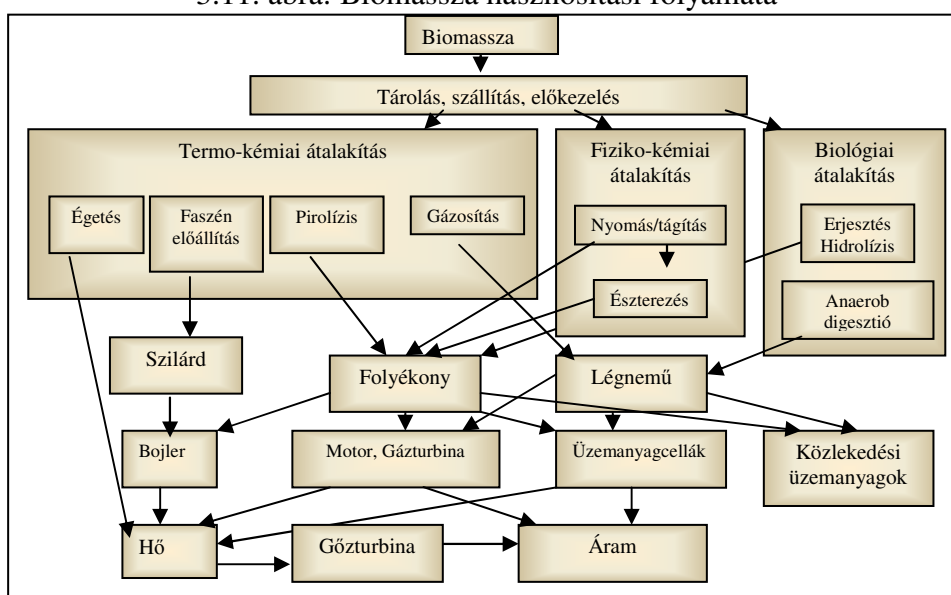 3.11. ábra: Biomassza hasznosítási folyamata
Biomassza
Tárolás, szállítás, előkezelés
Termo-kémiai átalakítás
Égetés
Faszén
előállítás
Pirolízis
Gázosítás
Fiziko-kémiai
átalakítás
Nyomás/tágítás
Észterezés
Biológiai
átalakítás
Erjesztés
Hidrolízis
Anaerob
digesztió
Szilárd
Folyékony
Légnemű
Bojler
Motor, Gázturbina
Üzemanyagcellák
Közlekedési
üzemanyagok
Hő
Gőzturbina
Áram